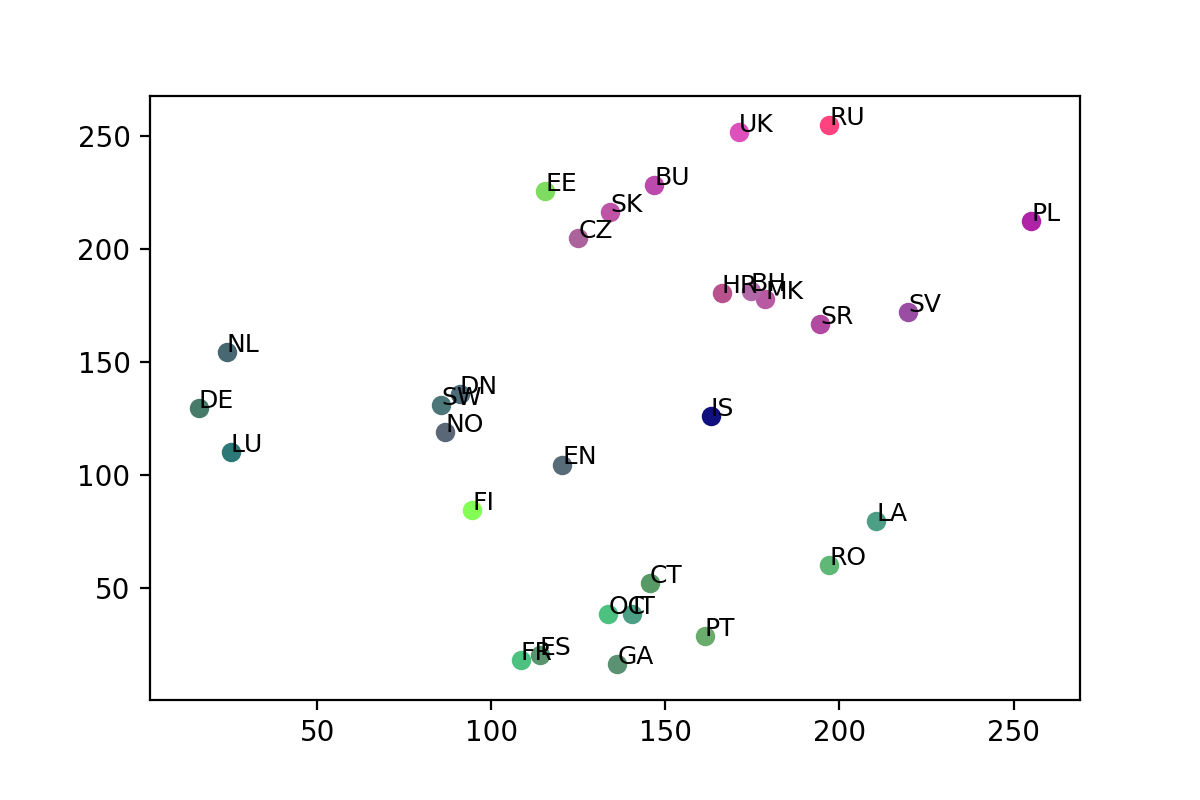 250
200
150
100
50
RU
UK
EE
BU
SK
CZ
PL
HR
BH
MK
SV
SR
NL
DN
SW
DE
IS
NO
LU
EN
FI
LA
RO
CT
OC
IT
PT
FR
ES
GA
50 100 150 200 250